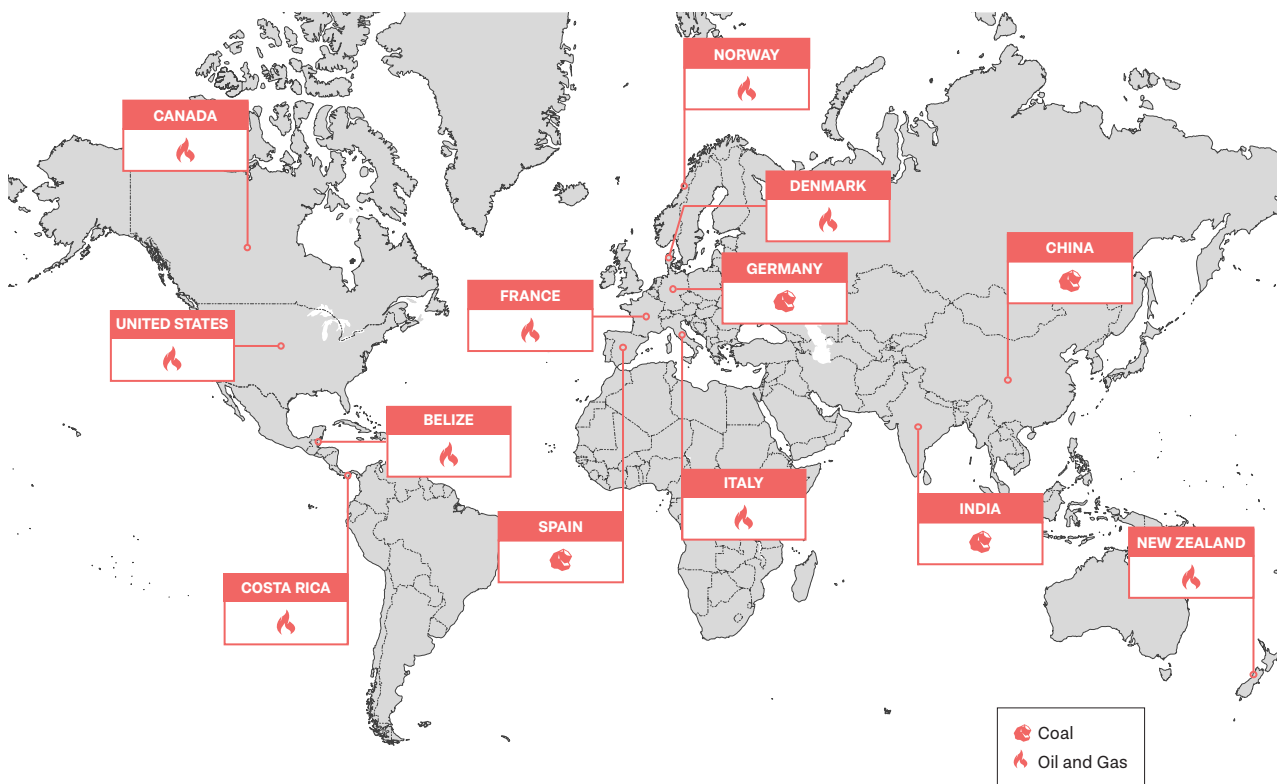 NORWAY
CANADA
DENMARK
CHINA
GERMANY
FRANCE
UNITED STATES
BELIZE
ITALY
INDIA
SPAIN
NEW ZEALAND
COSTA RICA
Coal
Oil and Gas